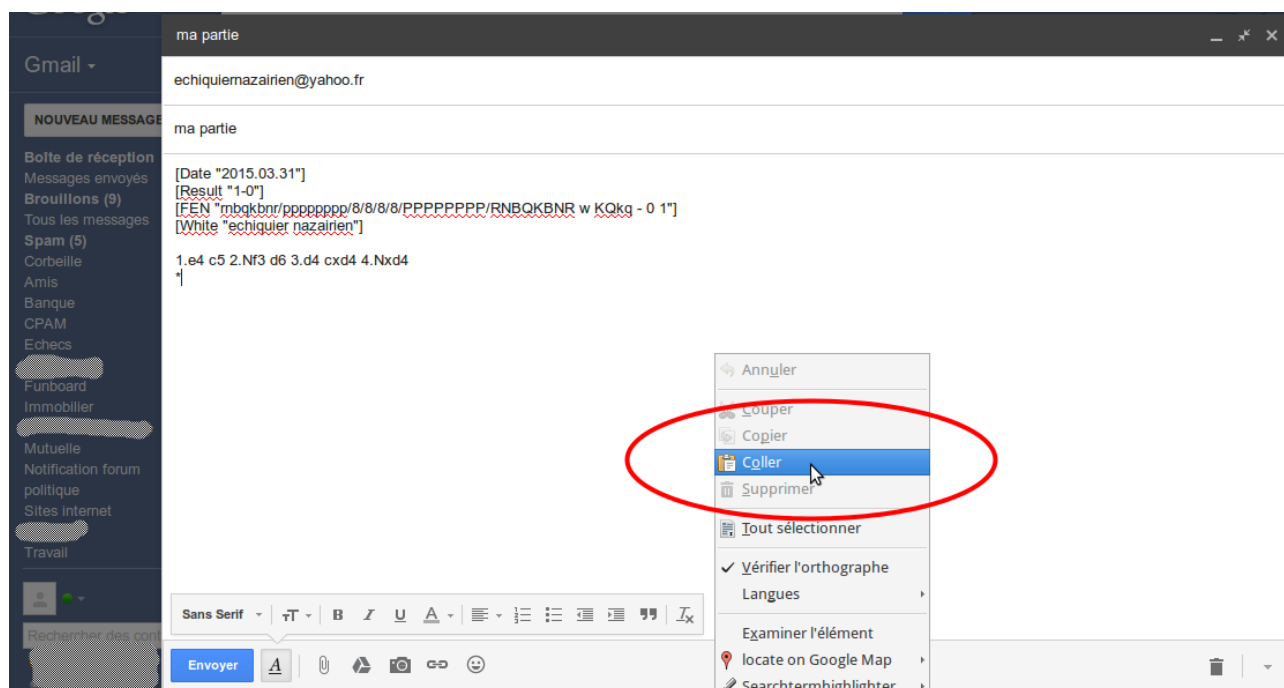 Google
ma partie
Gmail
echiquiernazairien@yahoo.fr
NOUVEAU MESSAGE
ma partie
Boîte de réception
Messages envoyés
Brouillons (9)
Tous les messages
Spam (5)
Corbeille
Amis
Banque
CPAM
Echecs
Funboard
Immobilier
Mutuelle
Notification forum
politique
Sites internet
Travail
Rechercher des cont
[Date "2015.03.31"]
[Result "1-0"]
[FEN "rnbqkbnr/pppppppp/8/8/8/8/PPPPPPPP/RNBQKBNR w KQkq - 0 1"]
[White "echiquier nazairien"]
1.e4 c5 2.Nf3 d6 3.d4 cxd4 4.Nxd4
*
Annuler
Couper
Copier
Coller
Supprimer
Tout sélectionner
Vérifier l'orthographe
Langues
Examiner l'élément
locate on Google Map
Searchtermhighlighter
Sans Serif
Envoyer